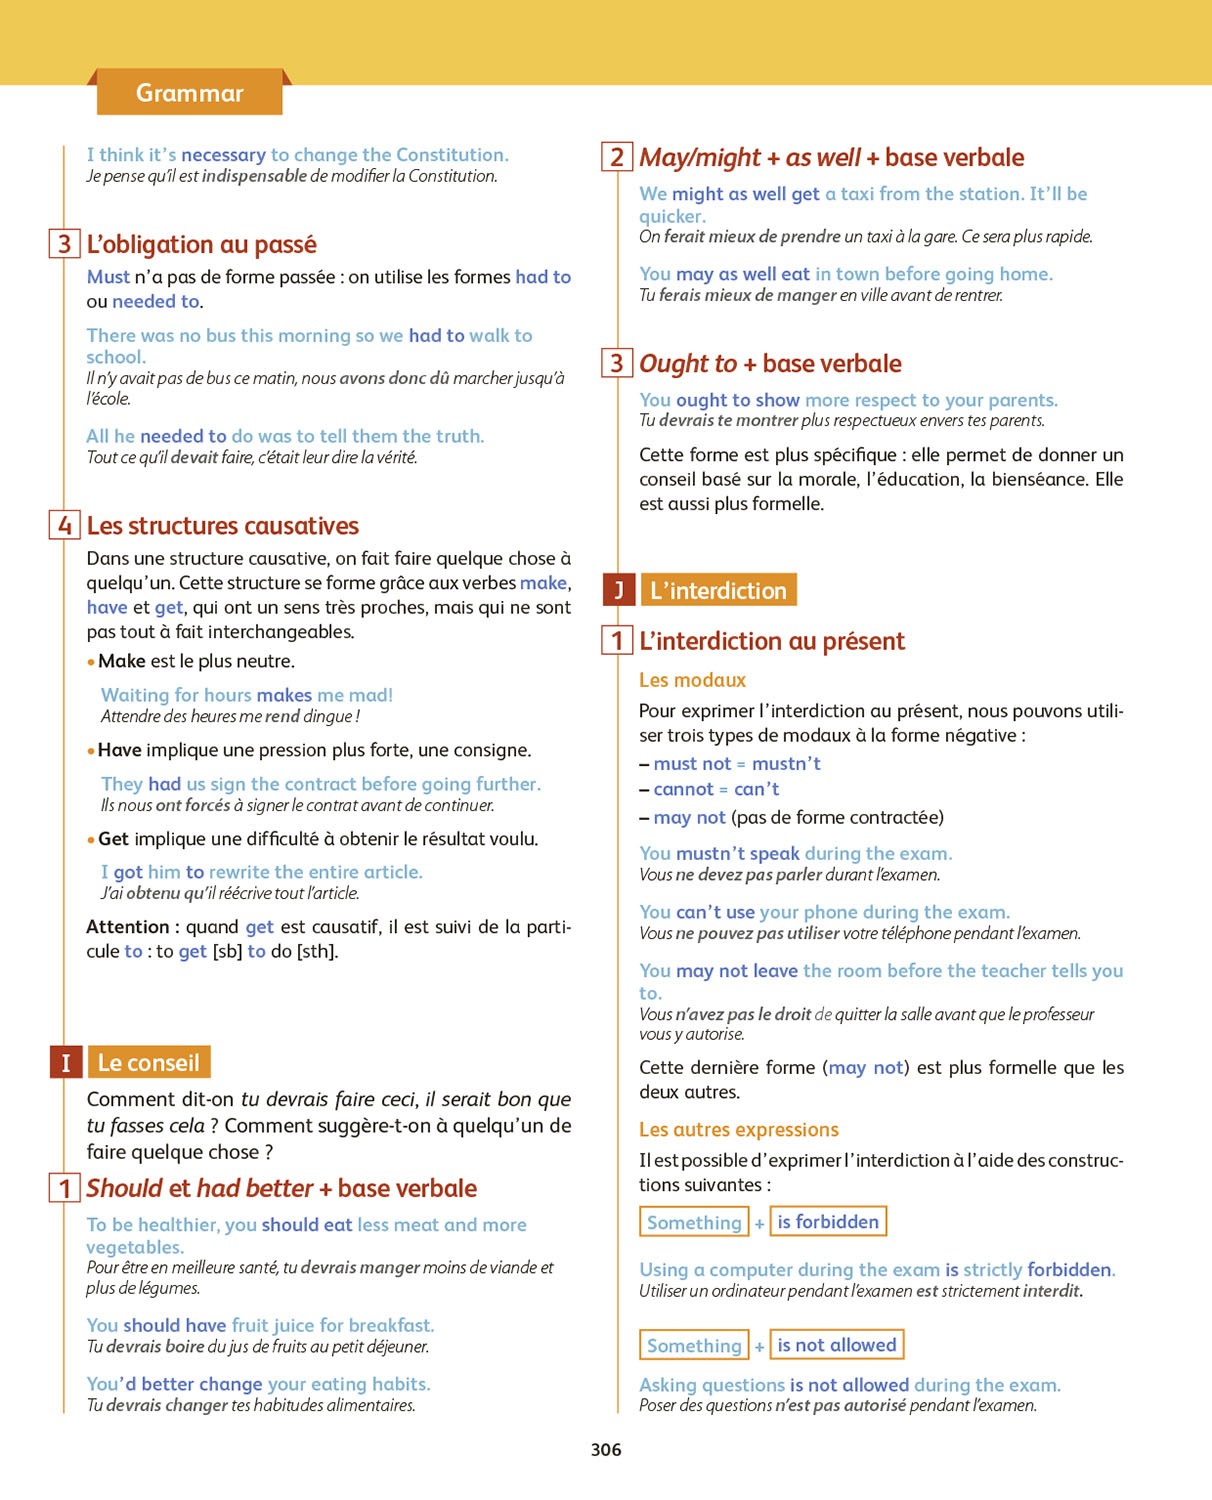 Grammar
I think it's necessary to change the Constitution.
Je pense qu'il est indispensable de modifier la Constitution.
3 L'obligation au passé
Must n'a pas de forme passée : on utilise les formes had to
ou needed to.
There was no bus this morning so we had to walk to
school.
Il n'y avait pas de bus ce matin, nous avons donc dû marcher jusqu'à
l'école.
All he needed to do was to tell them the truth.
Tout ce qu'il devait faire, c'était leur dire la vérité.
4 Les structures causatives
Dans une structure causative, on fait faire quelque chose à
quelqu'un. Cette structure se forme grâce aux verbes make,
have et get, qui ont un sens très proches, mais qui ne sont
pas tout à fait interchangeables.
• Make est le plus neutre.
Waiting for hours makes me mad!
Attendre des heures me rend dingue !
• Have implique une pression plus forte, une consigne.
They had us sign the contract before going further.
Ils nous ont forcés à signer le contrat avant de continuer.
• Get implique une difficulté à obtenir le résultat voulu.
I got him to rewrite the entire article.
J'ai obtenu qu'il réécrive tout l'article.
Attention : quand get est causatif, il est suivi de la parti-
cule to : to get [sb] to do [sth].
I Le conseil
Comment dit-on tu devrais faire ceci, il serait bon que
tu fasses cela ? Comment suggère-t-on à quelqu'un de
faire quelque chose ?
1 Should et had better + base verbale
To be healthier, you should eat less meat and more
vegetables.
Pour être en meilleure santé, tu devrais manger moins de viande et
plus de légumes.
You should have fruit juice for breakfast.
Tu devrais boire du jus de fruits au petit déjeuner.
You'd better change your eating habits.
Tu devrais changer tes habitudes alimentaires.
2 May/might + as well + base verbale
We might as well get a taxi from the station. It'll be
quicker.
On ferait mieux de prendre un taxi à la gare. Ce sera plus rapide.
You may as well eat in town before going home.
Tu ferais mieux de manger en ville avant de rentrer.
3 Ought to + base verbale
You ought to show more respect to your parents.
Tu devrais te montrer plus respectueux envers tes parents.
Cette forme est plus spécifique : elle permet de donner un
conseil basé sur la morale, l'éducation, la bienséance. Elle
est aussi plus formelle.
J L'interdiction
1 L'interdiction au présent
Les modaux
Pour exprimer l'interdiction au présent, nous pouvons utili-
ser trois types de modaux à la forme négative :
– must not = mustn't
– cannot = can't
– may not (pas de forme contractée)
You mustn't speak during the exam.
Vous ne devez pas parler durant l'examen.
You can't use your phone during the exam.
Vous ne pouvez pas utiliser votre téléphone pendant l'examen.
You may not leave the room before the teacher tells you
to.
Vous n'avez pas le droit de quitter la salle avant que le professeur
vous y autorise.
Cette dernière forme (may not) est plus formelle que les
deux autres.
Les autres expressions
Il est possible d'exprimer l'interdiction à l'aide des construc-
tions suivantes :
Something + is forbidden
Using a computer during the exam is strictly forbidden.
Utiliser un ordinateur pendant l'examen est strictement interdit.
Something + is not allowed
Asking questions is not allowed during the exam.
Poser des questions n'est pas autorisé pendant l'examen.
306